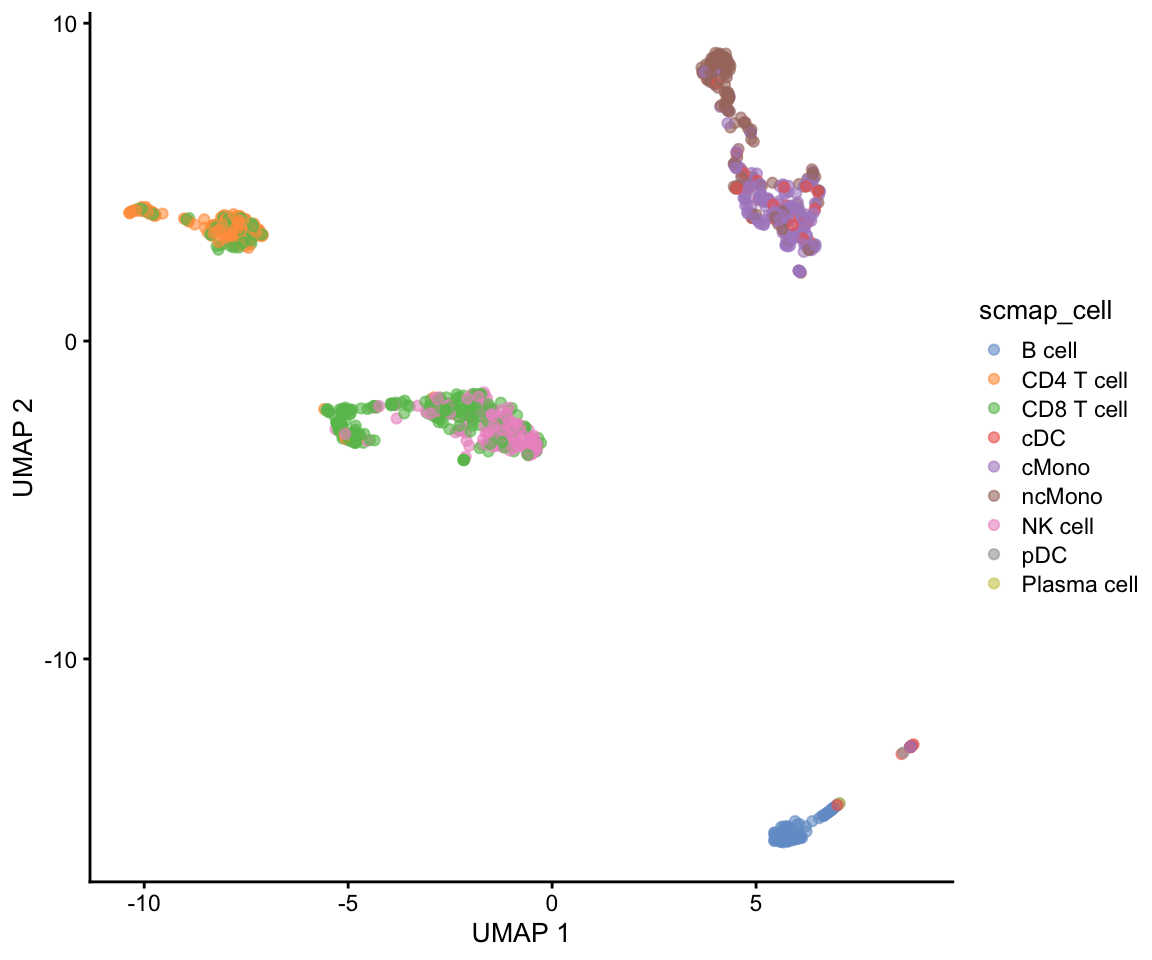 10
0
-10
UMAP 2
-10
-5
0
5
UMAP 1
scmap_cell
B cell
CD4 T cell
CD8 T cell
cDC
cMono
ncMono
NK cell
pDC
Plasma cell